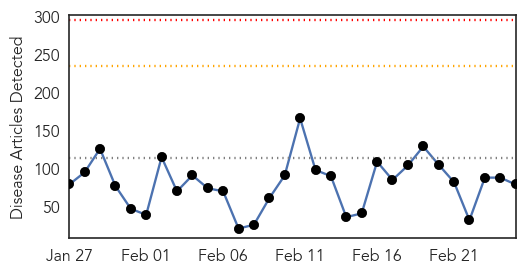 Disease Articles Detected
300
250
200
150
100
50
Jan 27
Feb 01
Feb 06
Feb 11
Feb 16
Feb 21